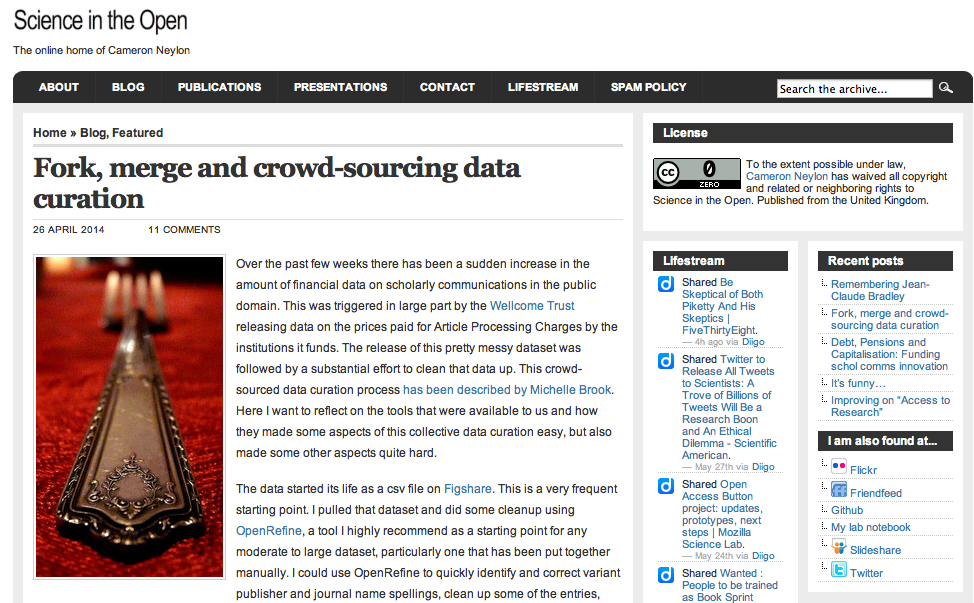 Science in the Open
The online home of Cameron Neylon
ABOUT BLOG PUBLICATIONS PRESENTATIONS CONTACT LIFESTREAM SPAM POLICY
Search the archive...
Home » Blog, Featured
Fork, merge and crowd-sourcing data
curation
26 APRIL 2014 11 COMMENTS
Over the past few weeks there has been a sudden increase in the
amount of financial data on scholarly communications in the public
domain. This was triggered in large part by the Wellcome Trust
releasing data on the prices paid for Article Processing Charges by the
institutions it funds. The release of this pretty messy dataset was
followed by a substantial effort to clean that data up. This crowd-
sourced data curation process has been described by Michelle Brook.
Here I want to reflect on the tools that were available to us and how
they made some aspects of this collective data curation easy, but also
made some other aspects quite hard.
The data started its life as a csv file on Figshare. This is a very frequent
starting point. I pulled that dataset and did some cleanup using
OpenRefine, a tool I highly recommend as a starting point for any
moderate to large dataset, particularly one that has been put together
manually. I could use OpenRefine to quickly identify and correct variant
publisher and journal name spellings, clean up some of the entries,
License
cc 0
ZERO
To the extent possible under law,
Cameron Neylon has waived all copyright
and related or neighboring rights to
Science in the Open. Published from the United Kingdom.
Lifestream
Shared Be
Skeptical of Both
Piketty And His
Skeptics |
FiveThirtyEight.
— 4h ago via Diigo
Shared Twitter to
Release All Tweets
to Scientists: A
Trove of Billions of
Tweets Will Be a
Research Boon
and An Ethical
Dilemma - Scientific
American.
— May 27th via Diigo
Shared Open
Access Button
project: updates,
prototypes, next
steps | Mozilla
Science Lab.
— May 24th via Diigo
Shared Wanted :
People to be trained
as Book Sprint
Recent posts
Remembering Jean-
Claude Bradley
Fork, merge and crowd-
sourcing data curation
Debt, Pensions and
Capitalisation: Funding
schol comms innovation
It's funny…
Improving on “Access to
Research”
I am also found at...
Flickr
Friendfeed
Github
My lab notebook
Slideshare
Twitter